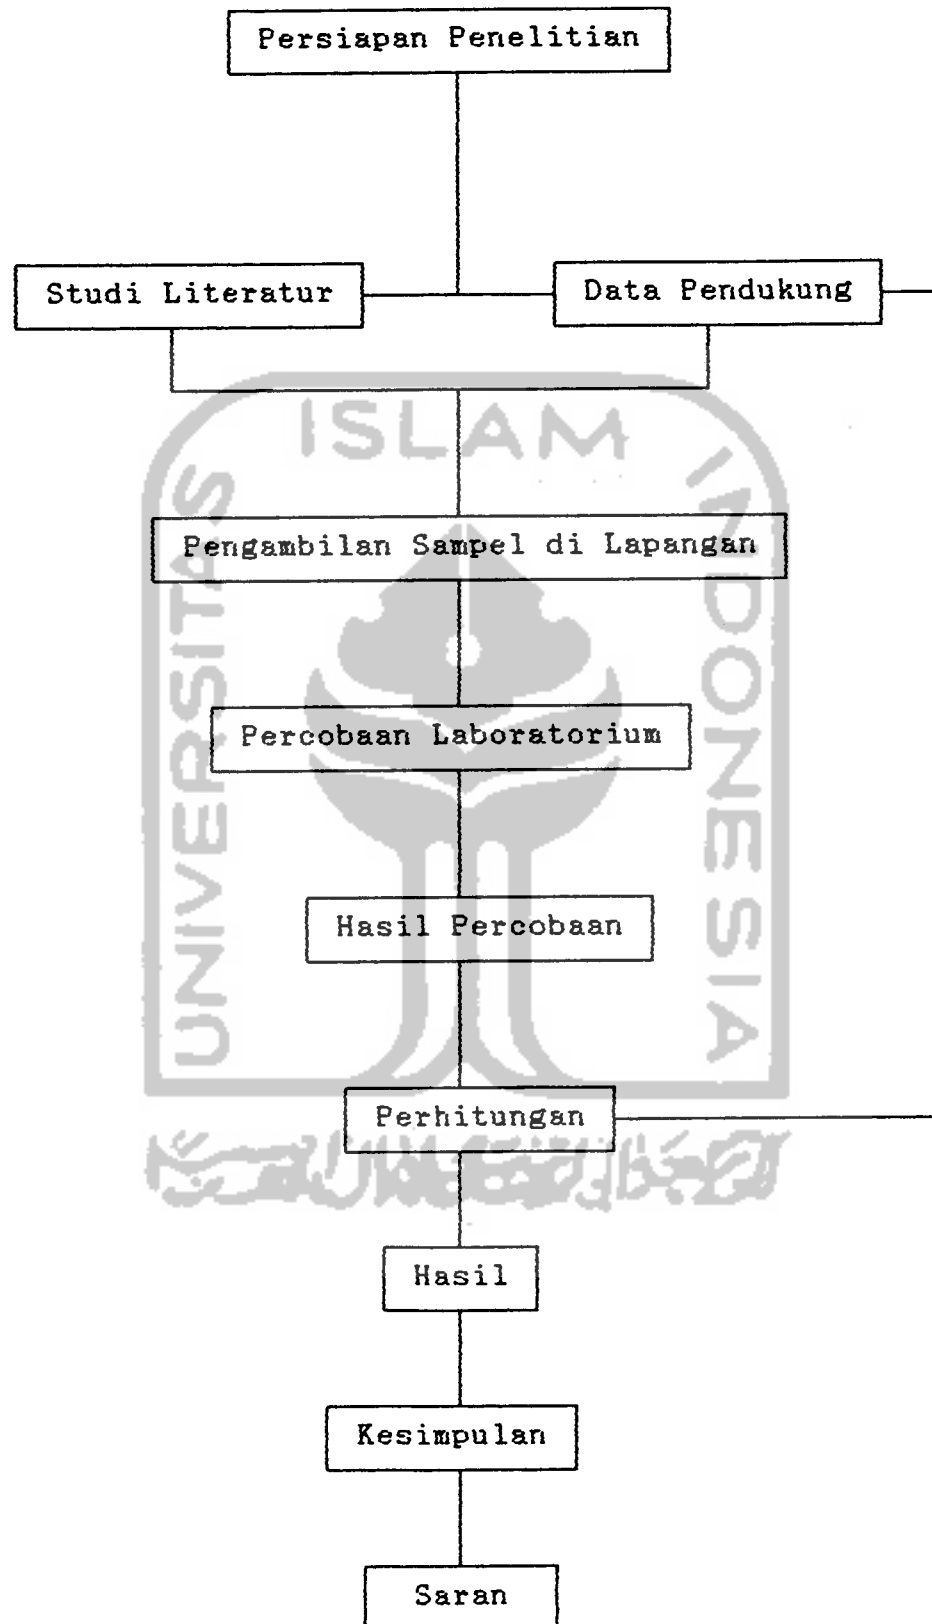 Persiapan Penelitian
Studi Literatur
Data Pendukung
ISLAM
UNIVERSITAS
INDONESIA
Pengambilan Sampel di Lapangan
Percobaan Laboratorium
Hasil Percobaan
Perhitungan
Hasil
Kesimpulan
Saran